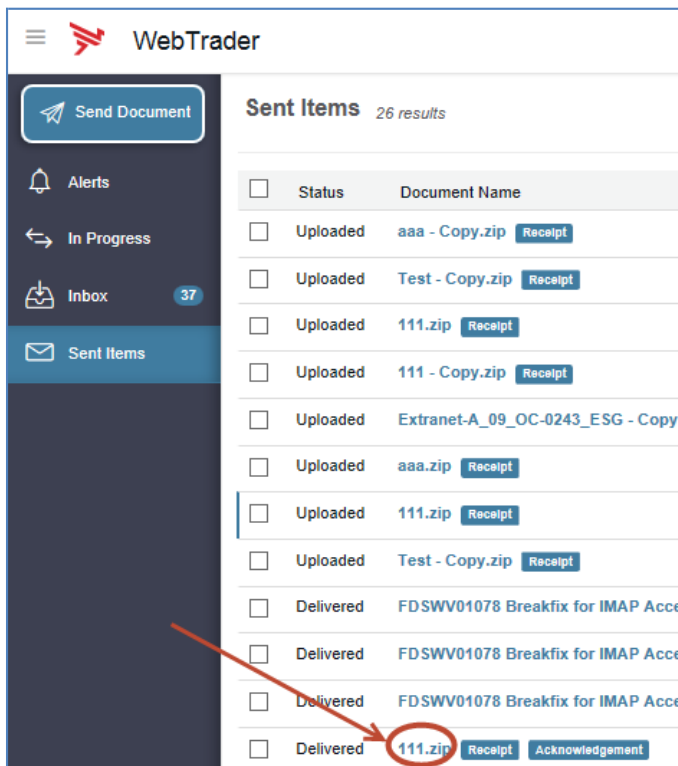 WebTrader
Send Document
Alerts
In Progress
Inbox 37
Sent Items
Sent Items 26 results
Status Document Name
Uploaded aaa - Copy.zip Receipt
Uploaded Test - Copy.zip Receipt
Uploaded 111.zip Receipt
Uploaded 111 - Copy.zip Receipt
Uploaded Extranet-A_09_OC-0243_ESG - Copy
Uploaded aaa.zip Receipt
Uploaded 111.zip Receipt
Uploaded Test - Copy.zip Receipt
Delivered FDSWV01078 Breakfix for IMAP Acce
Delivered FDSWV01078 Breakfix for IMAP Acce
Delivered FDSWV01078 Breakfix for IMAP Acce
Delivered 111.zip Receipt Acknowledgement